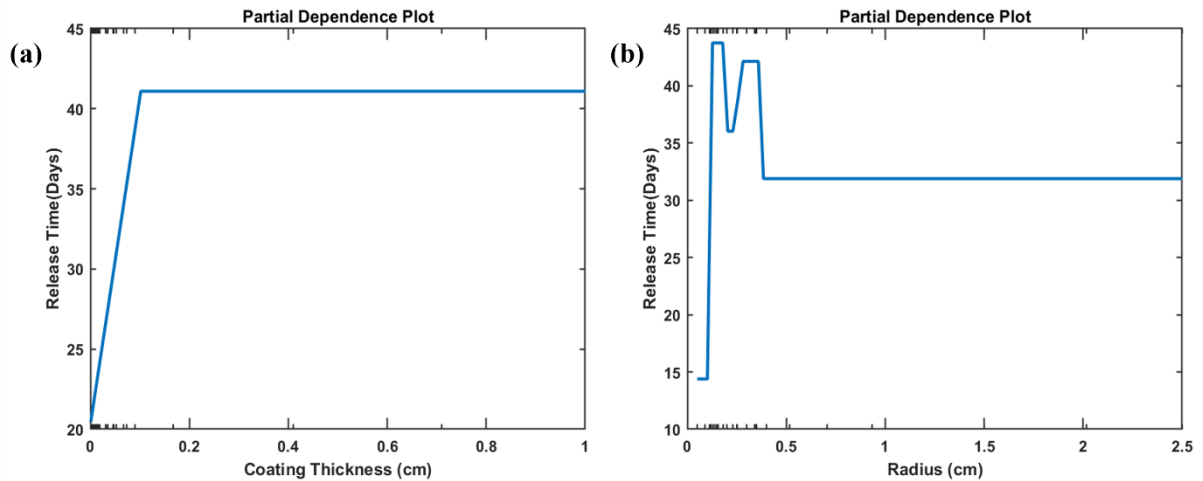 (a)
Partial Dependence Plot
45
40
35
30
25
20
Release Time(Days)
0 0.2 0.4 0.6 0.8 1
Coating Thickness (cm)
(b)
Partial Dependence Plot
45
40
35
30
25
20
15
10
Release Time(Days)
0 0.5 1 1.5 2 2.5
Radius (cm)